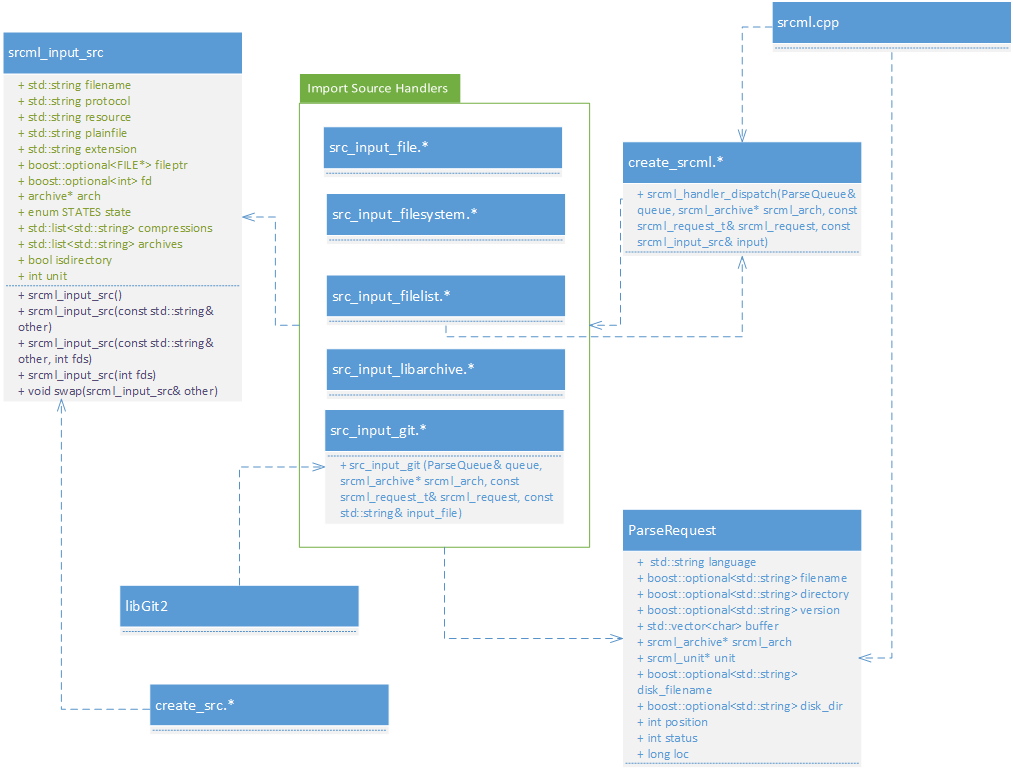 srcml.cpp
srcml_input_src
+ std::string filename
+ std::string protocol
+ std::string resource
+ std::string plainfile
+ std::string extension
+ boost::optional<FILE*> fileptr
+ boost::optional<int> fd
+ archive* arch
+ enum STATES state
+ std::list<std::string> compressions
+ std::list<std::string> archives
+ bool isdirectory
+ int unit
+ srcml_input_src()
+ srcml_input_src(const std::string&
other)
+ srcml_input_src(const std::string&
other, int fds)
+ srcml_input_src(int fds)
+ void swap(srcml_input_src& other)
Import Source Handlers
src_input_file.*
src_input_filesystem.*
src_input_filelist.*
src_input_libarchive.*
src_input_git.*
+ src_input_git (ParseQueue& queue,
srcml_archive* srcml_arch, const
srcml_request_t& srcml_request, const
std::string& input_file)
create_srcml.*
+ srcml_handler_dispatch(ParseQueue&
queue, srcml_archive* srcml_arch, const
srcml_request_t& srcml_request, const
srcml_input_src& input)
libGit2
create_src.*
ParseRequest
+ std::string language
+ boost::optional<std::string> filename
+ boost::optional<std::string> directory
+ boost::optional<std::string> version
+ std::vector<char> buffer
+ srcml_archive* srcml_arch
+ srcml_unit* unit
+ boost::optional<std::string>
disk_filename
+ boost::optional<std::string> disk_dir
+ int position
+ int status
+ long loc